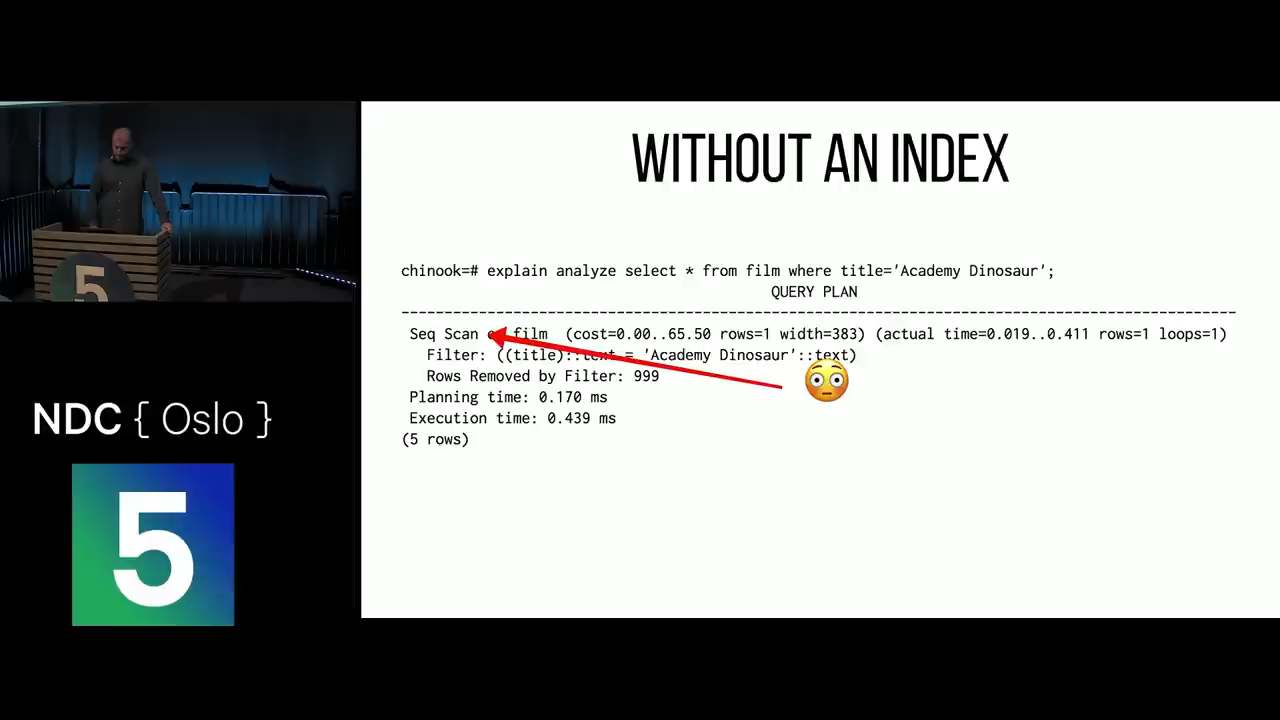 WITHOUT AN INDEX
chinook=# explain analyze select * from film where title='Academy Dinosaur';
QUERY PLAN
-----------------------------------------------------------------------------------------------
Seq Scan film (cost=0.00..65.50 rows=1 width=383) (actual time=0.019..0.411 rows=1 loops=1)
Filter: ((title)::text = 'Academy Dinosaur'::text)
Rows Removed by Filter: 999
Planning time: 0.170 ms
Execution time: 0.439 ms
(5 rows)
5
NDC { Oslo }
5